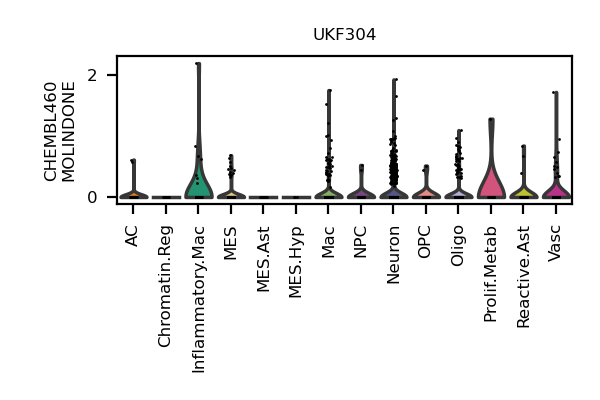 UKF304
CHEMBL460
MOLINDONE
2
0
AC
Chromatin.Reg
Inflammatory.Mac
MES
MES.Ast
MES.Hyp
Mac
NPC
Neuron
OPC
Oligo
Prolif.Metab
Reactive.Ast
Vasc